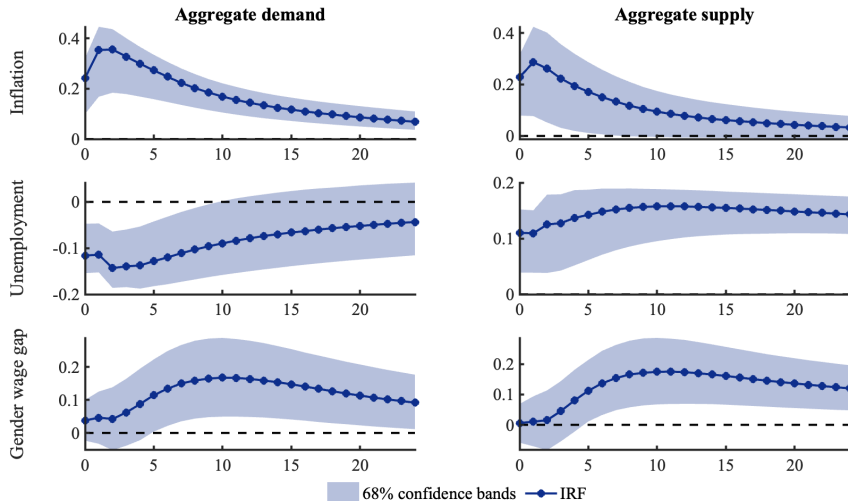 Aggregate demand
Aggregate supply
Inflation
0.4
0.2
0
0 5 10 15 20
0.4
0.2
0
0 5 10 15 20
Unemployment
0
-0.1
-0.2
0 5 10 15 20
0.2
0.1
0
0 5 10 15 20
Gender wage gap
0.2
0.1
0
0 5 10 15 20
0.2
0.1
0
0 5 10 15 20
68% confidence bands
IRF